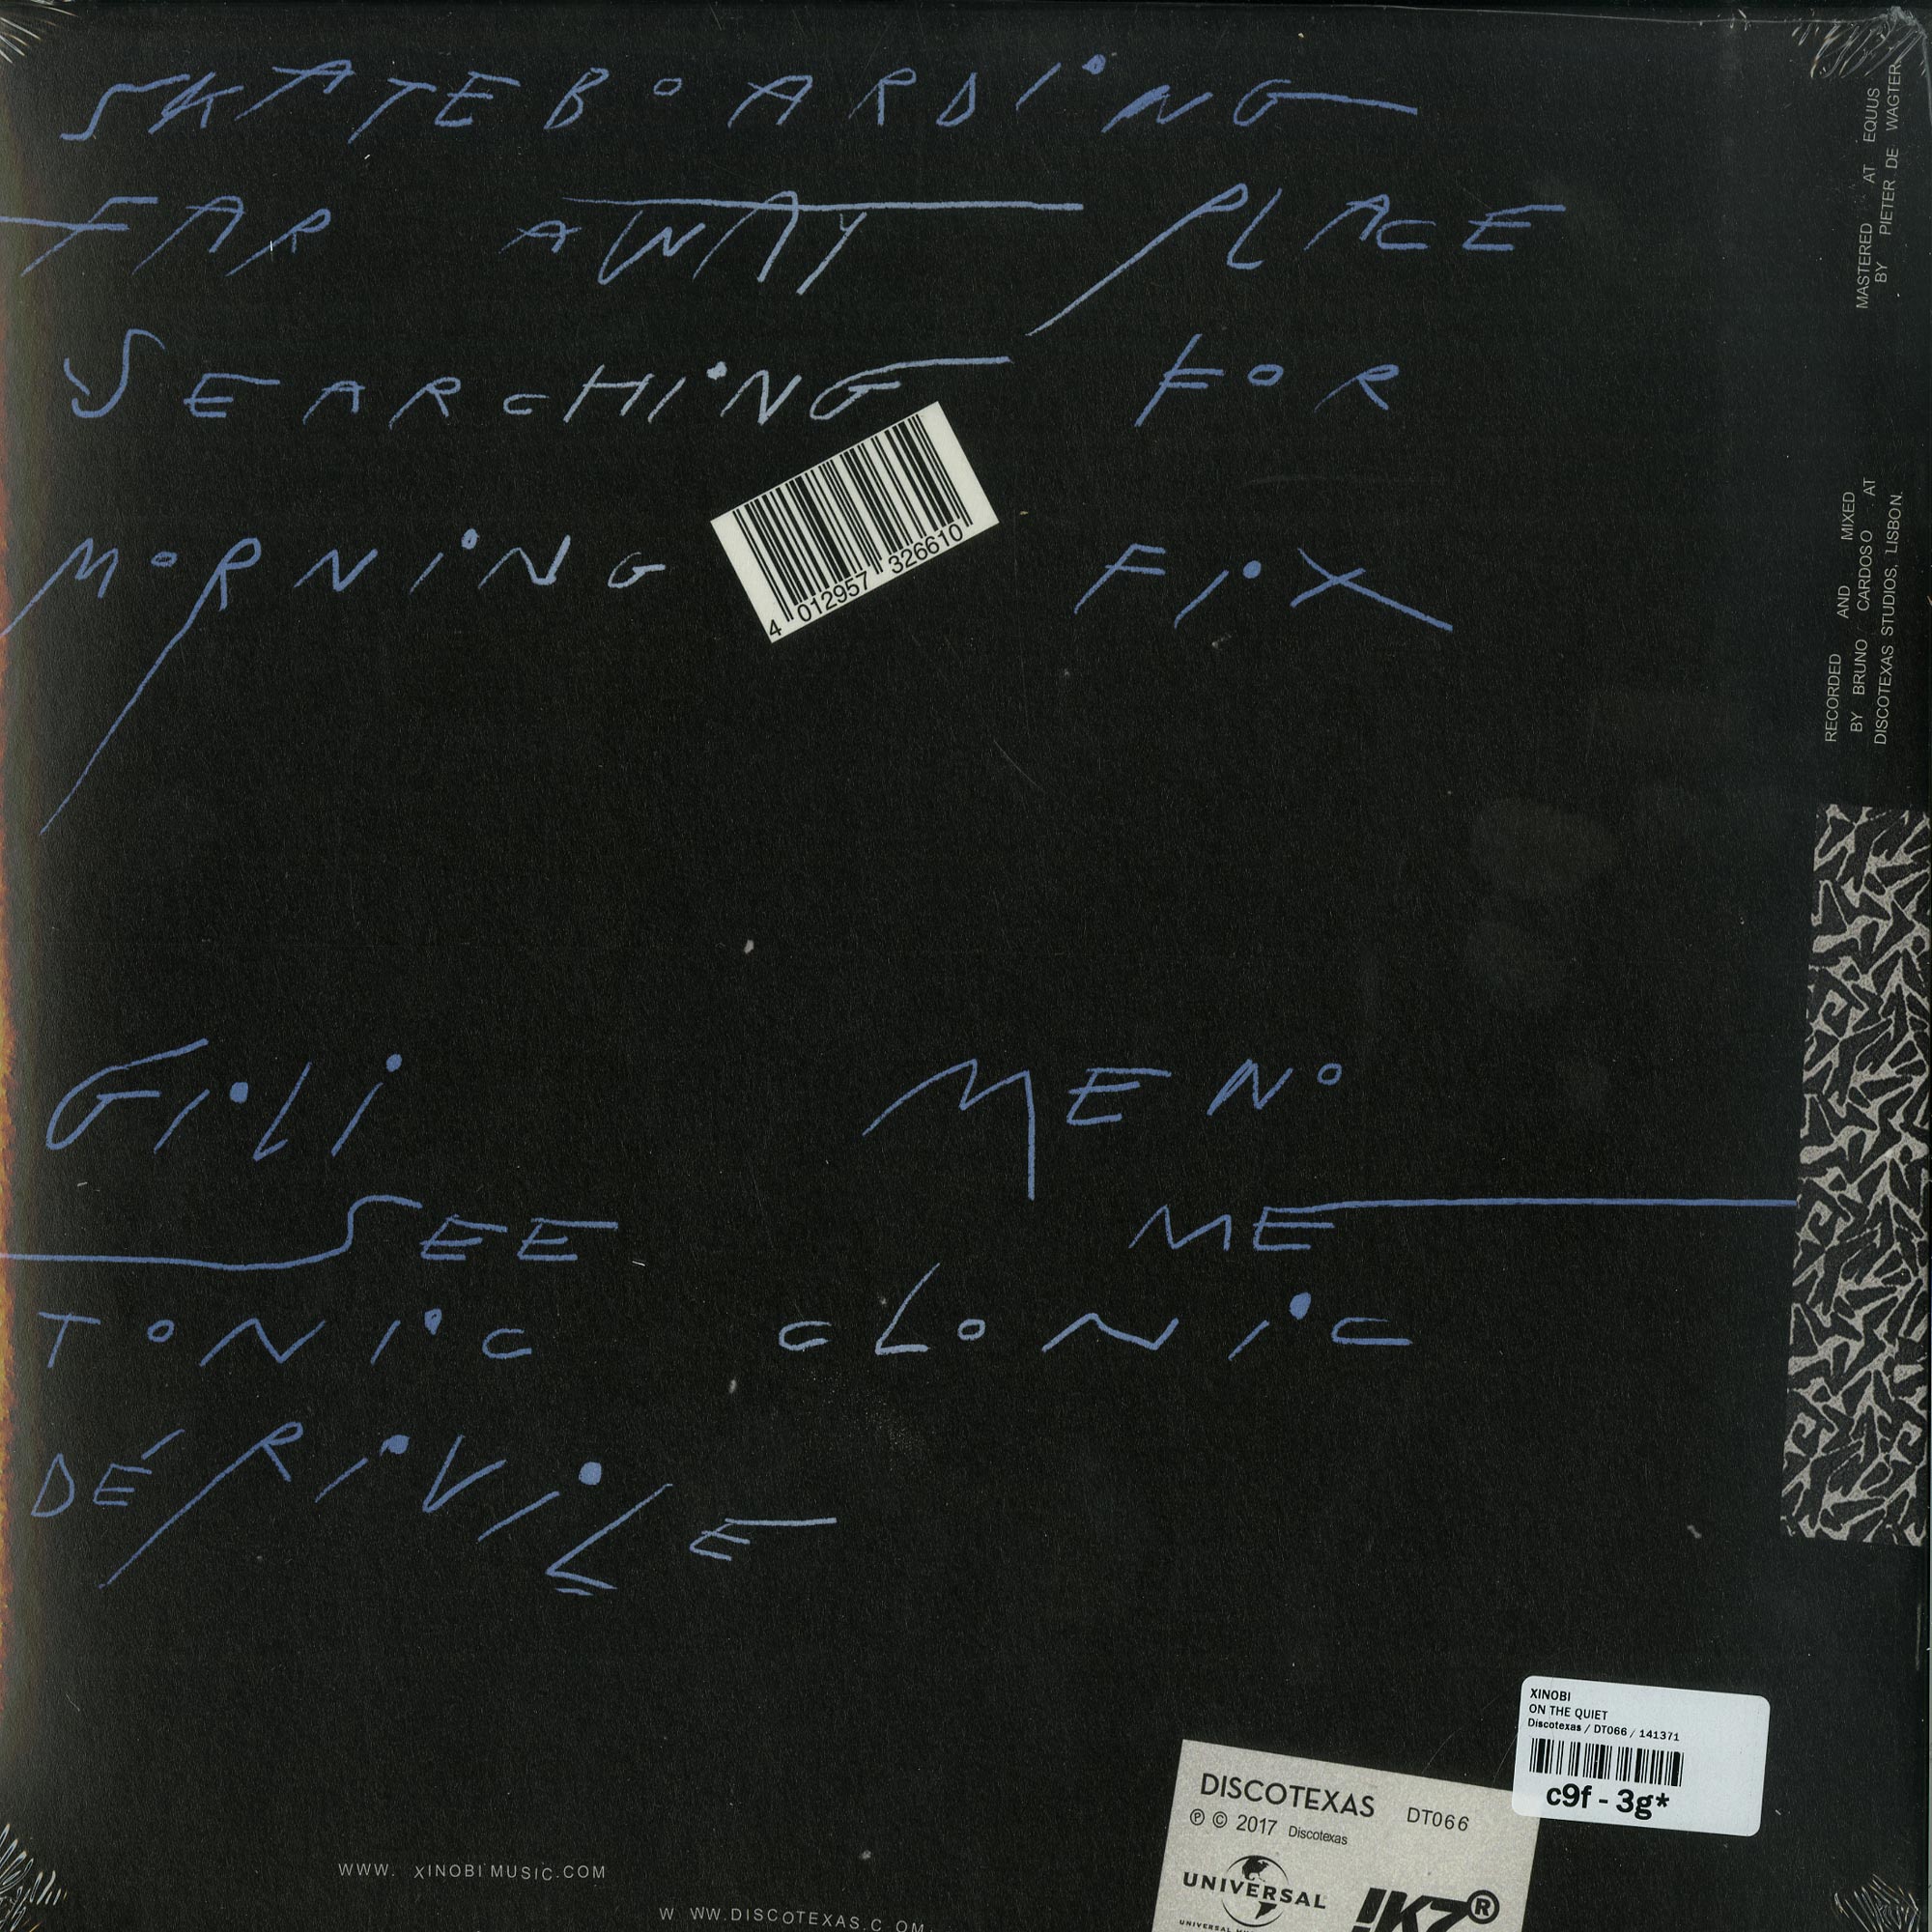 SKATEBOARDING
FAR AWAY PLACE
SEARCHING FOR
MORNING FIX
4 012957 326610
GILI MENO
SEE ME
TONIC CLONIC
DÉRIVILE
MASTERED AT EQUUS
BY PIETER DE WAGTER.
RECORDED AND MIXED
BY BRUNO CARDOSO AT
DISCOTEXAS STUDIOS, LISBON.
XINOBI
ON THE QUIET
Discotexas / DT066 / 141371
c9f - 3g*
DISCOTEXAS DT066
℗ © 2017 Discotexas
UNIVERSAL
!K7®
WWW. XINOBIMUSIC.COM
W WW.DISCOTEXAS.C OM.